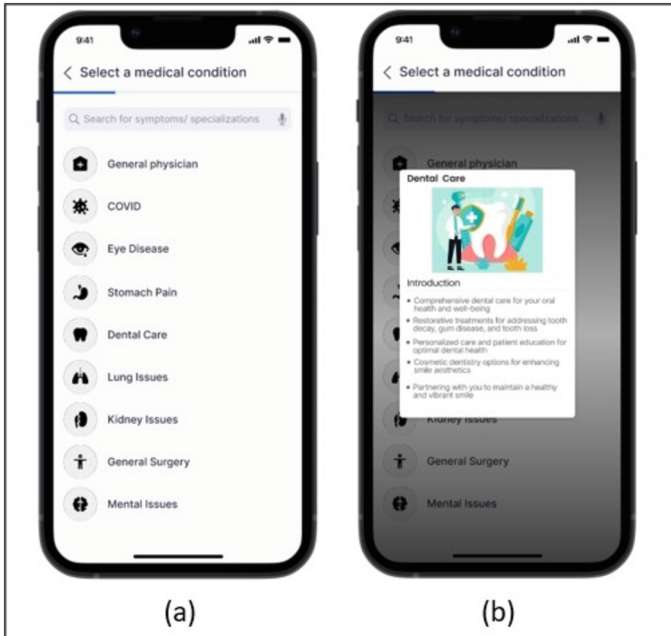 9:41
Select a medical condition
Search for symptoms/ specializations
General physician
COVID
Eye Disease
Stomach Pain
Dental Care
Lung Issues
Kidney Issues
General Surgery
Mental Issues
(a)
9:41
Select a medical condition
Search for symptoms/ specializations
General physician
Dental Care
Introduction
• Comprehensive dental care for your oral
health and well-being
• Restorative treatments for addressing tooth
decay, gum disease, and tooth loss
• Personalized care and patient education for
optimal dental health
• Cosmetic dentistry options for enhancing
smile aesthetics
• Partnering with you to maintain a healthy
and vibrant smile
Kidney Issues
General Surgery
Mental Issues
(b)